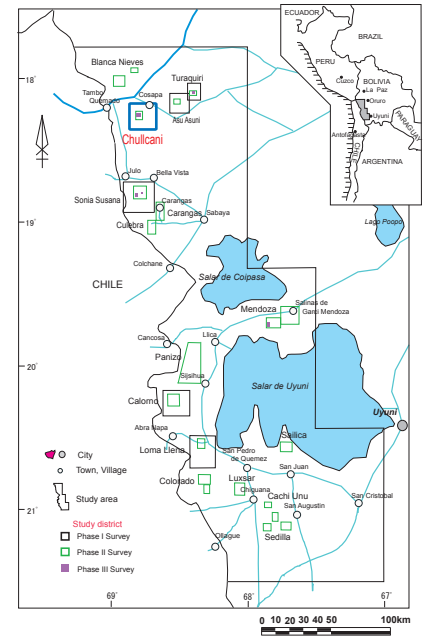 ECUADOR
BRAZIL
PERU
BOLIVIA
Cuzco
La Paz
Oruro
Uyuni
PARAGUAY
Antofagasta
CHILE
ARGENTINA
Lago Poopo
18°
19°
20°
21°
Blanca Nieves
Turaquiri
Tambo
Quemado
Cosapa
Asu Asuni
Chullcani
Julo
Bella Vista
Sonia Susana
Carangas
Carangas
Sabaya
Culebra
Colchane
CHILE
Salar de Coipasa
Salinas de
Garci Mendoza
Mendoza
Cancosa
Llica
Panizo
Sijsihua
Salar de Uyuni
Calorno
Uyuni
Abra Napa
Sailica
Loma Llena
San Pedro
de Quemez
San Juan
Colorado
Luxsar
Chiguana
Cachi Unu
San Cristobal
San Augustin
Sedilla
Ollague
City
Town, Village
Study area
Study district
Phase I Survey
Phase II Survey
Phase III Survey
69°
68°
67°
0 10 20 30 40 50 100km